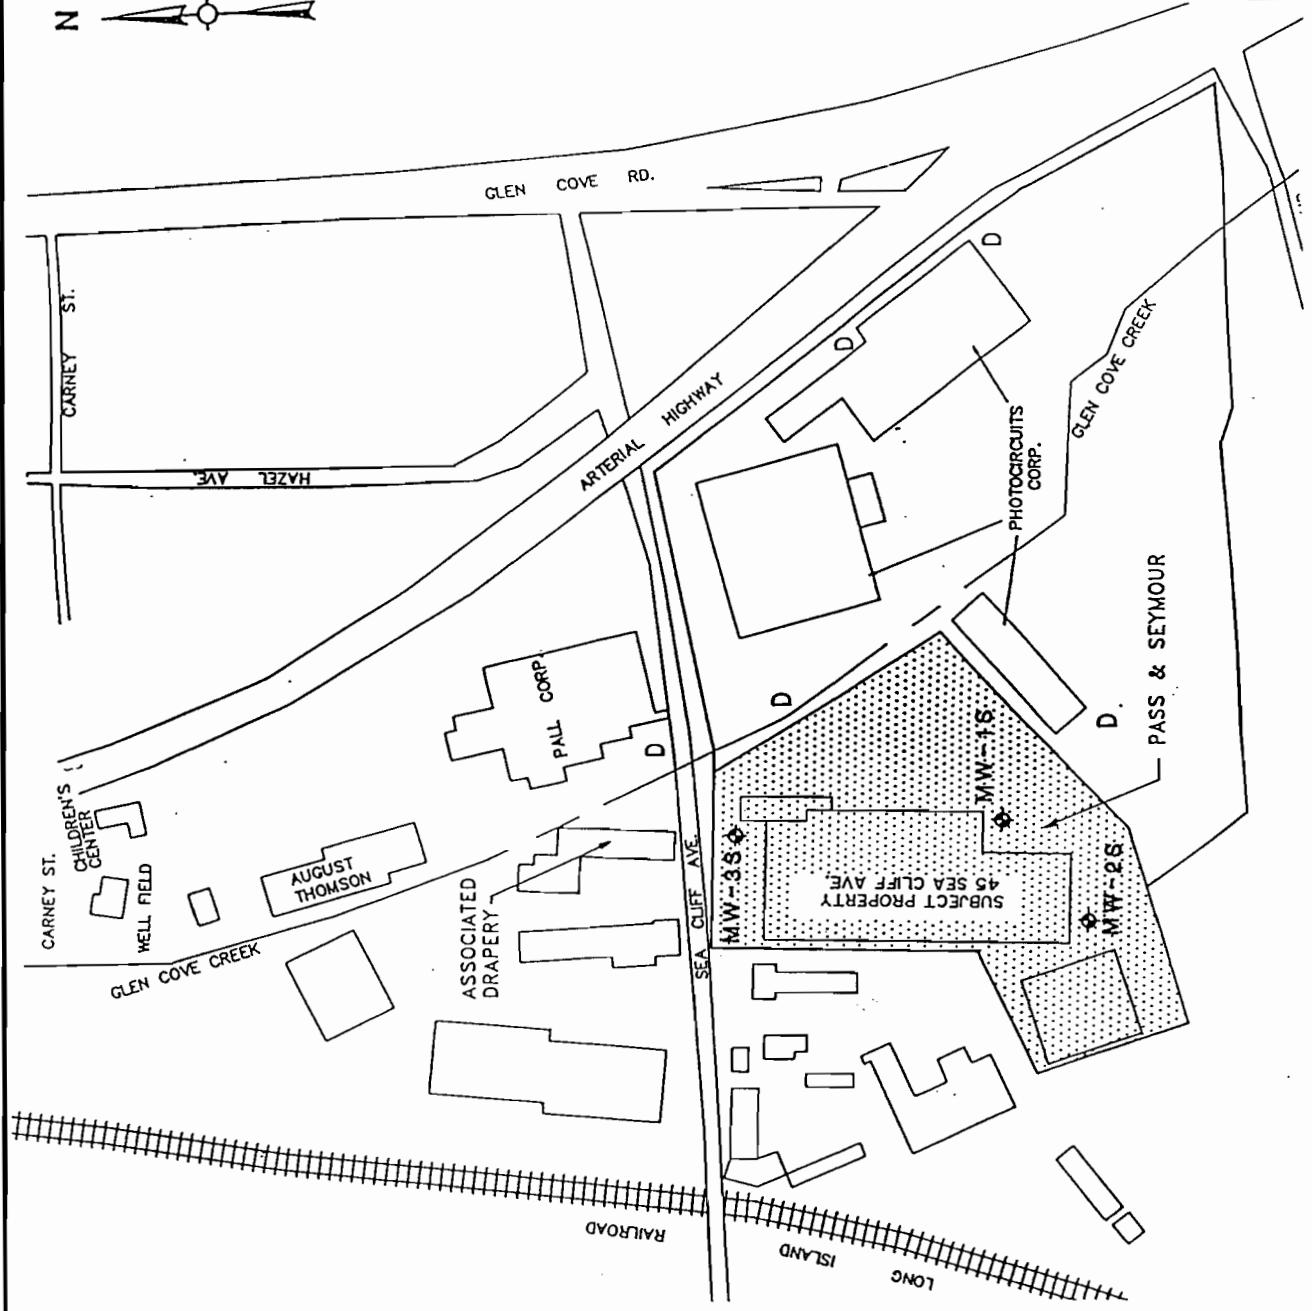 N
GLEN COVE RD.
CARNEY ST.
HAZEL AVE.
ARTERIAL HIGHWAY
D
D
GLEN COVE CREEK
PHOTOCIRCUITS
CORP.
PASS & SEYMOUR
PALL CORP.
D
D
D
CHILDREN'S
CENTER
CARNEY ST.
WELL FIELD
AUGUST
THOMSON
GLEN COVE CREEK
ASSOCIATED
DRAPERY
SEA CLIFF AVE.
MW-3S
MW-1S
MW-2S
SUBJECT PROPERTY
45 SEA CLIFF AVE.
LONG ISLAND RAILROAD